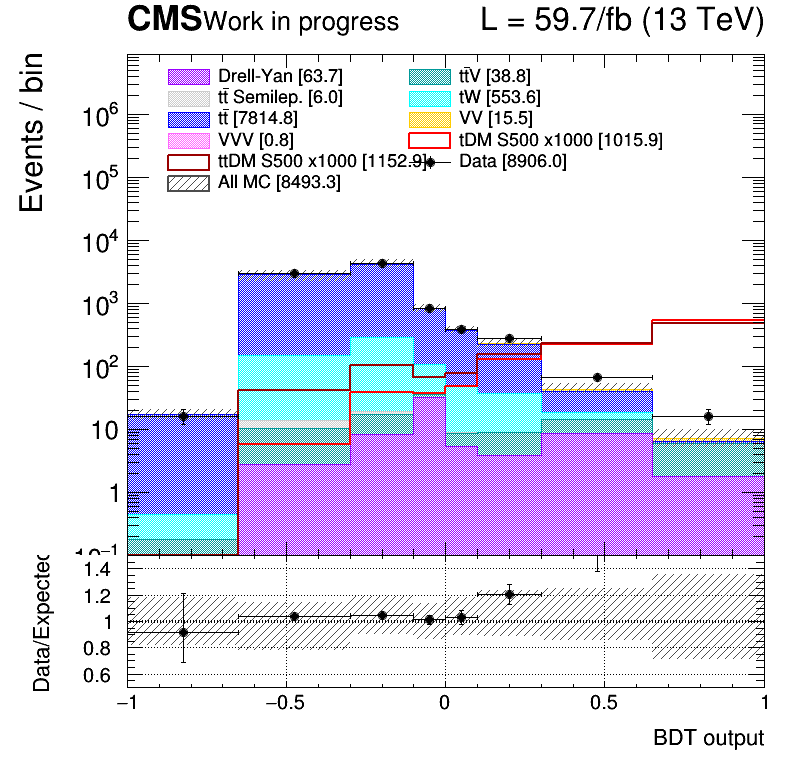 CMS Work in progress L = 59.7/fb (13 TeV)
Events / bin
Drell-Yan [63.7] tt̄V [38.8]
tt̄ Semilep. [6.0] tW [553.6]
tt̄ [7814.8] VV [15.5]
VVV [0.8] tDM S500 x1000 [1015.9]
ttDM S500 x1000 [1152.9] Data [8906.0]
All MC [8493.3]
10⁶
10⁵
10⁴
10³
10²
10
1
10⁻¹
Data/Expected
1.4
1.2
1
0.8
0.6
−1 −0.5 0 0.5 1
BDT output